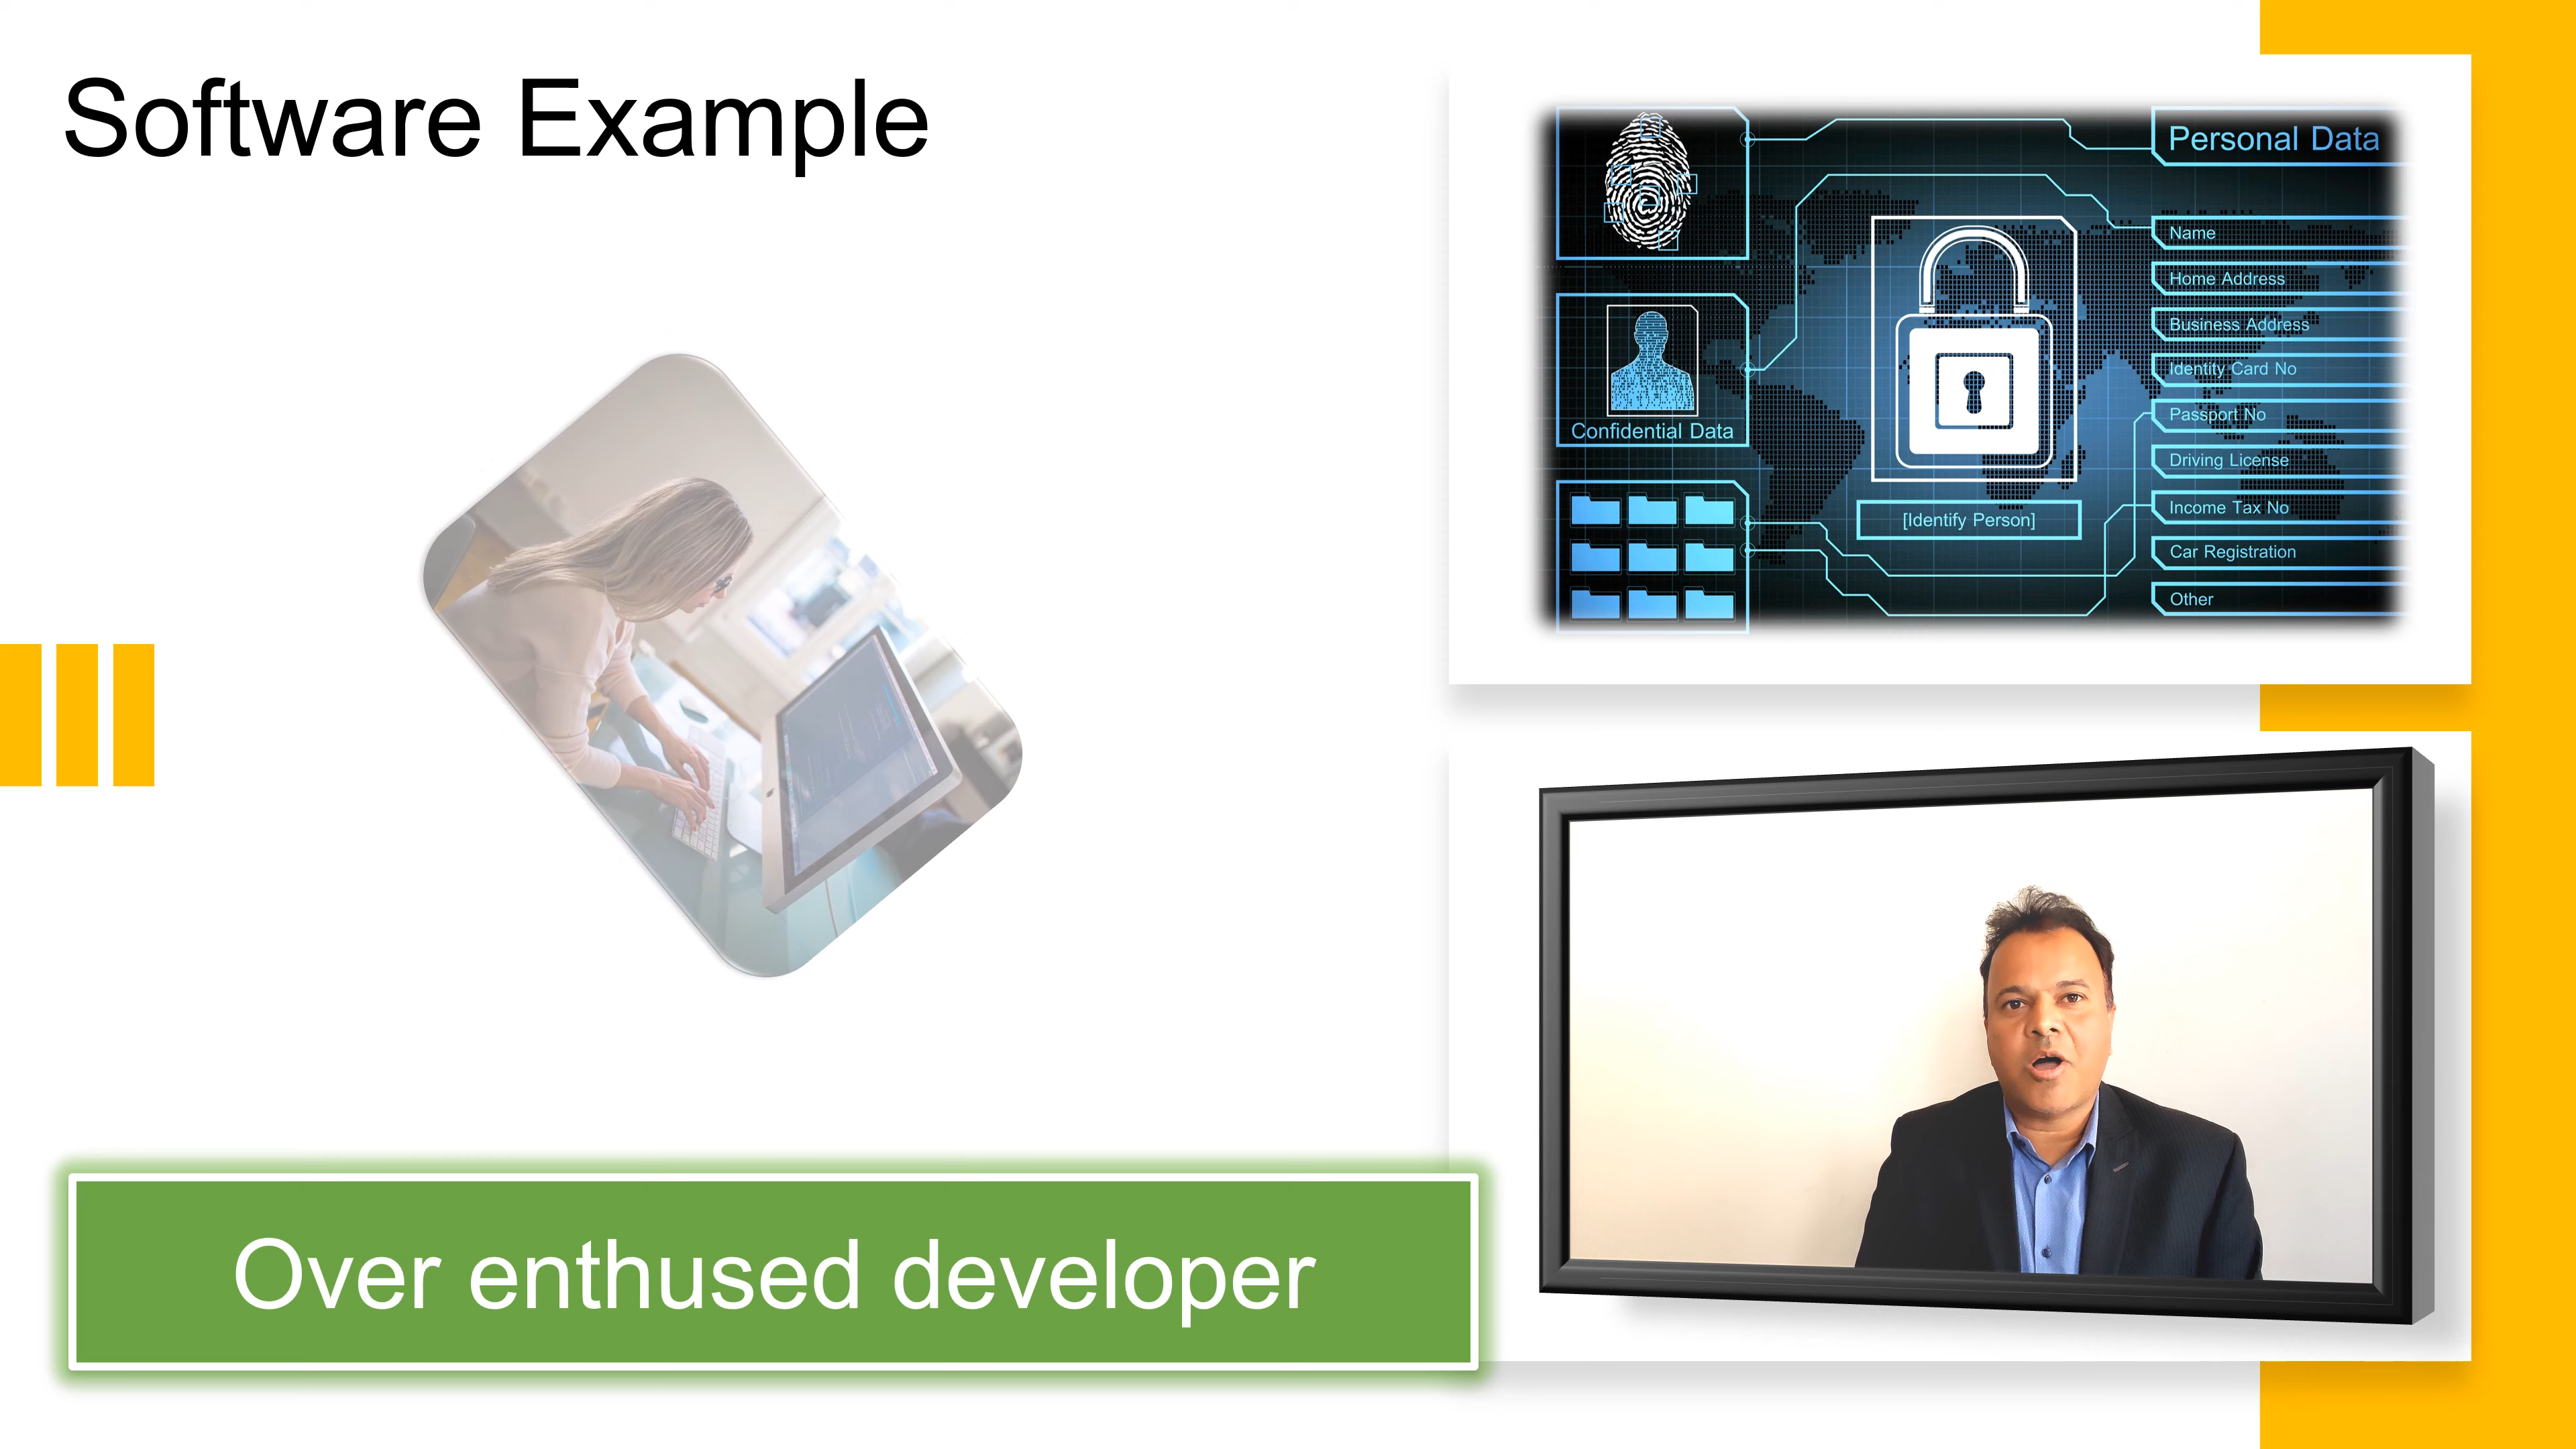 Software Example
Personal Data
Name
Home Address
Business Address
Identity Card No
Passport No
Confidential Data
Driving License
Income Tax No
[Identify Person]
Car Registration
Other
Over enthused developer